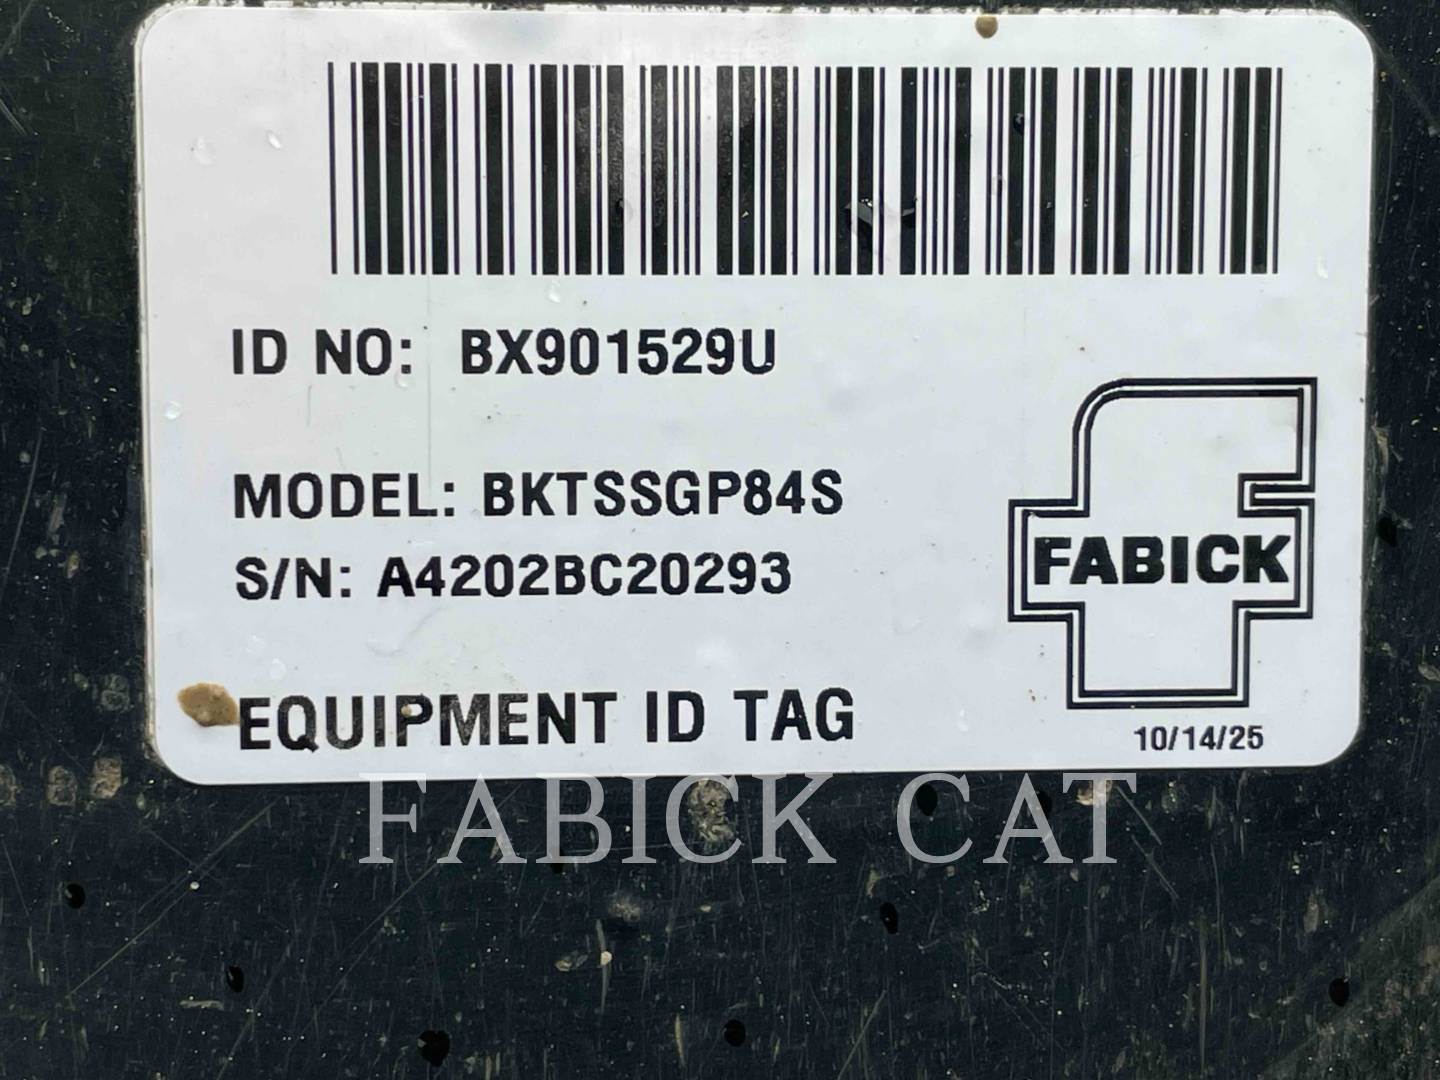 ID NO: BX901529U
MODEL: BKTSSGP84S
S/N: A4202BC20293
FABICK
EQUIPMENT ID TAG
10/14/25
FABICK CAT